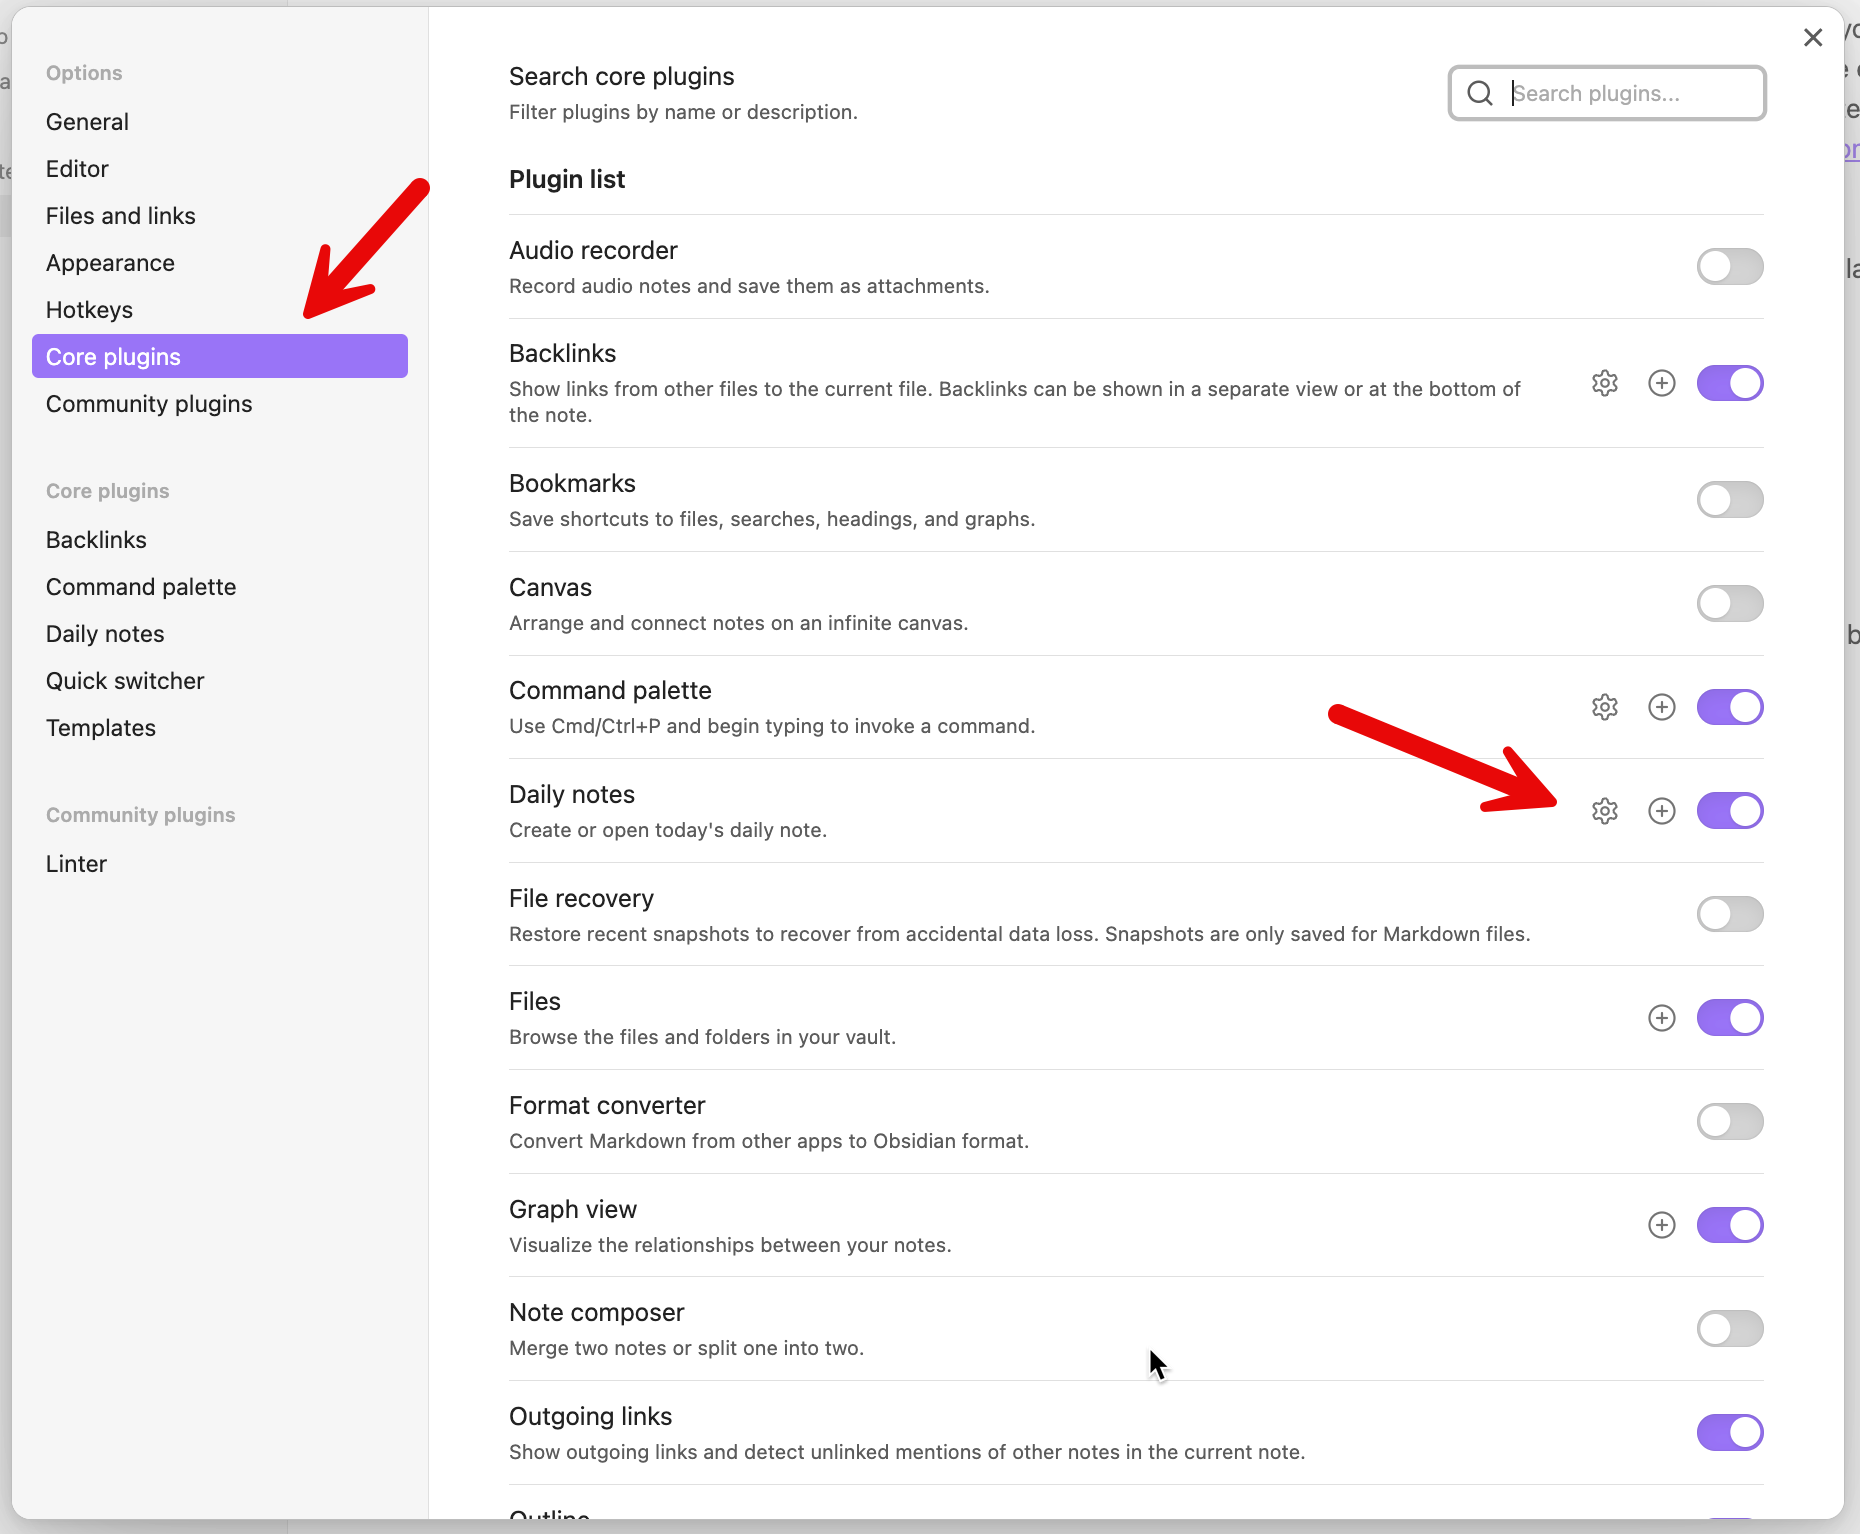 Options
General
Editor
Files and links
Appearance
Hotkeys
Core plugins
Community plugins
Core plugins
Backlinks
Command palette
Daily notes
Quick switcher
Templates
Community plugins
Linter
Search core plugins
Filter plugins by name or description.
Search plugins...
Plugin list
Audio recorder
Record audio notes and save them as attachments.
Backlinks
Show links from other files to the current file. Backlinks can be shown in a separate view or at the bottom of
the note.
Bookmarks
Save shortcuts to files, searches, headings, and graphs.
Canvas
Arrange and connect notes on an infinite canvas.
Command palette
Use Cmd/Ctrl+P and begin typing to invoke a command.
Daily notes
Create or open today's daily note.
File recovery
Restore recent snapshots to recover from accidental data loss. Snapshots are only saved for Markdown files.
Files
Browse the files and folders in your vault.
Format converter
Convert Markdown from other apps to Obsidian format.
Graph view
Visualize the relationships between your notes.
Note composer
Merge two notes or split one into two.
Outgoing links
Show outgoing links and detect unlinked mentions of other notes in the current note.
Outline